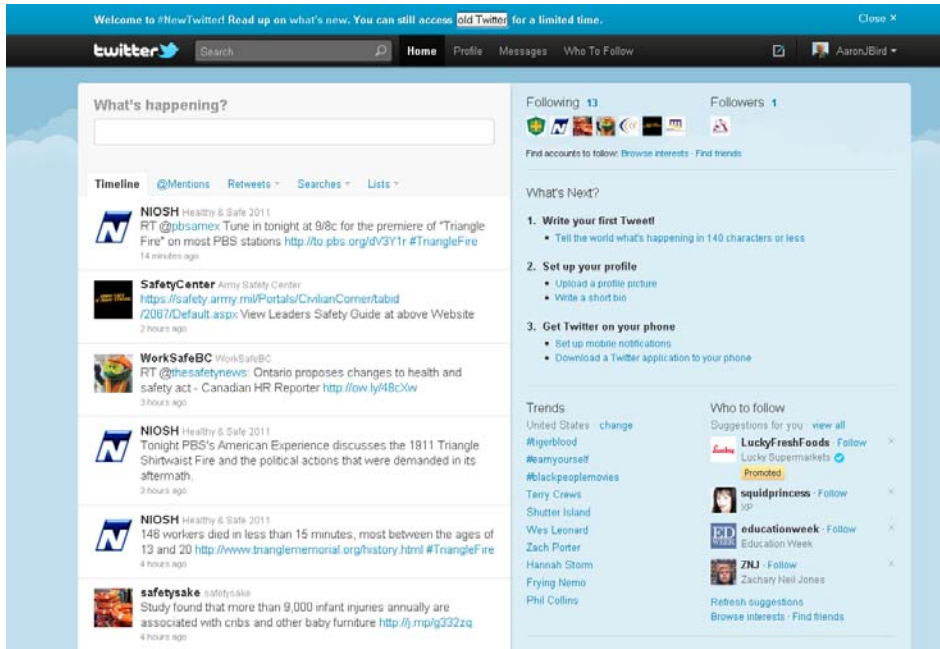 Welcome to #NewTwitter! Read up on what's new. You can still access old Twitter for a limited time.
Close ×
twitter
Search
Home Profile Messages Who To Follow
AaronJBird
What's happening?
Timeline @Mentions Retweets Searches Lists
NIOSH Healthy & Safe 2011
RT @pbsamex Tune in tonight at 9/8c for the premiere of "Triangle
Fire" on most PBS stations http://to.pbs.org/dV3Y1r #TriangleFire
14 minutes ago
SafetyCenter Army Safety Center
https://safety.army.mil/Portals/CivilianCorner/tabid
/2067/Default.aspx View Leaders Safety Guide at above Website
2 hours ago
WorkSafeBC WorkSafeBC
RT @thesafetynews: Ontario proposes changes to health and
safety act - Canadian HR Reporter http://ow.ly/48cXw
3 hours ago
NIOSH Healthy & Safe 2011
Tonight PBS's American Experience discusses the 1911 Triangle
Shirtwaist Fire and the political actions that were demanded in its
aftermath.
3 hours ago
NIOSH Healthy & Safe 2011
146 workers died in less than 15 minutes, most between the ages of
13 and 20 http://www.trianglememorial.org/history.html #TriangleFire
4 hours ago
safetysake safetysake
Study found that more than 9,000 infant injuries annually are
associated with cribs and other baby furniture http://j.mp/g332zq
4 hours ago
Following 13
Followers 1
Find accounts to follow: Browse interests · Find friends
What's Next?
1. Write your first Tweet!
• Tell the world what's happening in 140 characters or less
2. Set up your profile
• Upload a profile picture
• Write a short bio
3. Get Twitter on your phone
• Set up mobile notifications
• Download a Twitter application to your phone
Trends
United States · change
#tigerblood
#learnyourself
#blackpeoplemovies
Terry Crews
Shutter Island
Wes Leonard
Zach Porter
Hannah Storm
Frying Nemo
Phil Collins
Who to follow
Suggestions for you · view all
LuckyFreshFoods · Follow ×
Lucky Supermarkets
Promoted
squidprincess · Follow ×
XP
ED WEEK
educationweek · Follow ×
Education Week
ZNJ · Follow ×
Zachary Neil Jones
Refresh suggestions
Browse interests · Find friends